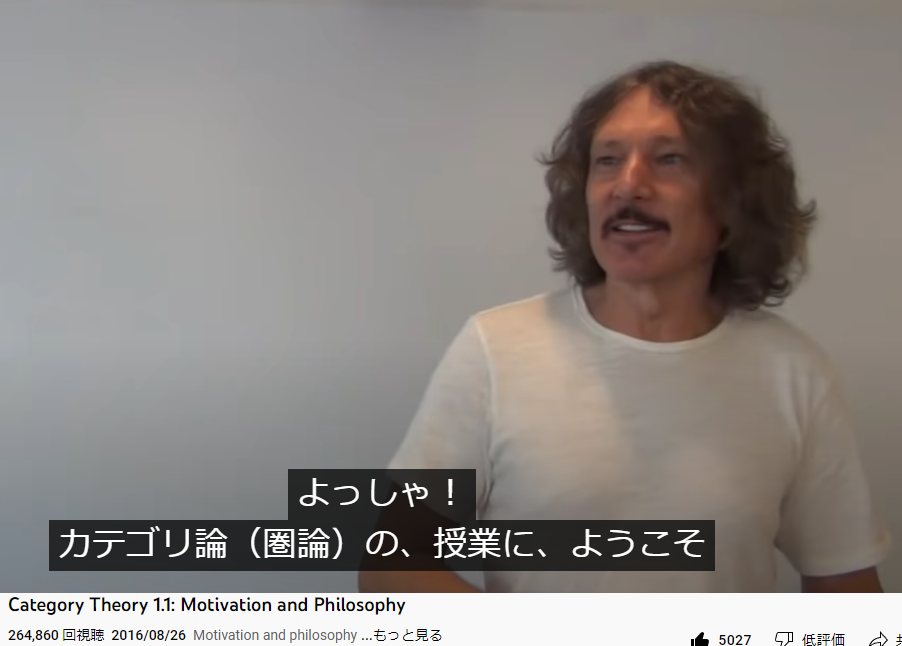 よっしゃ！
カテゴリ論（圏論）の、授業に、ようこそ
Category Theory 1.1: Motivation and Philosophy
264,860 回視聴 2016/08/26 Motivation and philosophy ...もっと見る
5027 低評価